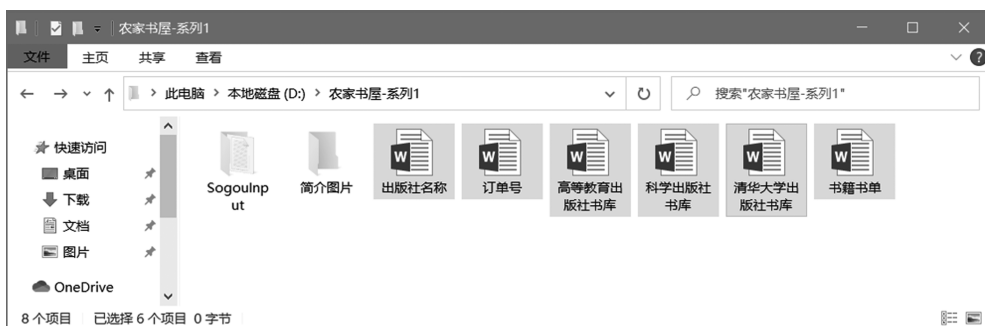 农家书屋-系列1
文件 主页 共享 查看
此电脑 › 本地磁盘 (D:) › 农家书屋-系列1
搜索"农家书屋-系列1"
快速访问
桌面
下载
文档
图片
OneDrive
SogouInp
ut
简介图片
出版社名称
订单号
高等教育出
版社书库
科学出版社
书库
清华大学出
版社书库
书籍书单
8 个项目 已选择 6 个项目 0 字节